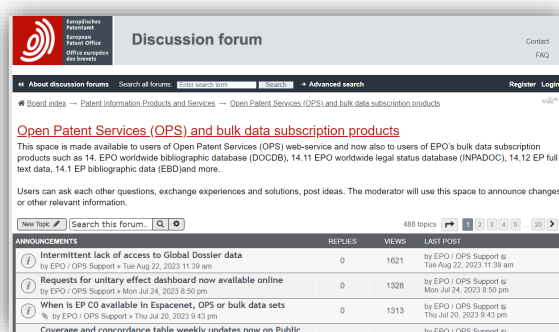 Europäisches
Patentamt
European
Patent Office
Office européen
des brevets
Discussion forum
Contact
FAQ
About discussion forums Search all forums: Enter search term Search Advanced search Register Login
Board index → Patent Information Products and Services → Open Patent Services (OPS) and bulk data subscription products
Open Patent Services (OPS) and bulk data subscription products
This space is made available to users of Open Patent Services (OPS) web-service and now also to users of EPO's bulk data subscription
products such as 14. EPO worldwide bibliographic database (DOCDB), 14.11 EPO worldwide legal status database (INPADOC), 14.12 EP full
text data, 14.1 EP bibliographic data (EBD)and more.
Users can ask each other questions, exchange experiences and solutions, post ideas. The moderator will use this space to announce changes
or other relevant information.
New Topic Search this forum.. 488 topics 1 2 3 4 5 ... 20
ANNOUNCEMENTS REPLIES VIEWS LAST POST
Intermittent lack of access to Global Dossier data
by EPO / OPS Support » Tue Aug 22, 2023 11:39 am
0 1621 by EPO / OPS Support
Tue Aug 22, 2023 11:39 am
Requests for unitary effect dashboard now available online
by EPO / OPS Support » Mon Jul 24, 2023 8:50 pm
0 1328 by EPO / OPS Support
Mon Jul 24, 2023 8:50 pm
When is EP C0 available in Espacenet, OPS or bulk data sets
by EPO / OPS Support » Thu Jul 20, 2023 9:43 pm
0 1313 by EPO / OPS Support
Thu Jul 20, 2023 9:43 pm
Coverage and concordance table weekly updates now on Public
by EPO / OPS Support